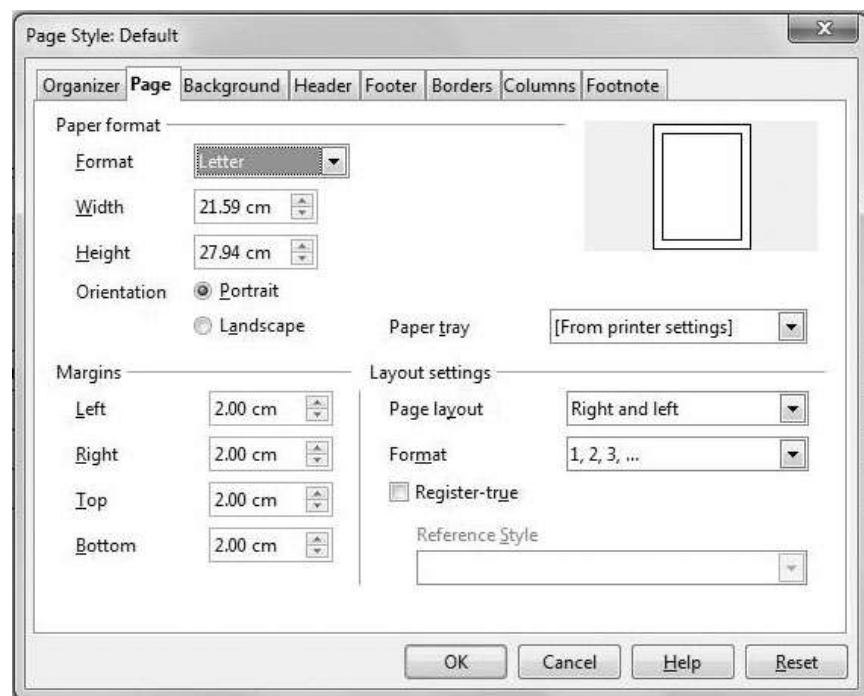 Page Style: Default
Organizer Page Background Header Footer Borders Columns Footnote
Paper format
Format Letter
Width 21.59 cm
Height 27.94 cm
Orientation Portrait
Landscape
Paper tray [From printer settings]
Margins
Left 2.00 cm
Right 2.00 cm
Top 2.00 cm
Bottom 2.00 cm
Layout settings
Page layout Right and left
Format 1, 2, 3, ...
Register-true
Reference Style
OK Cancel Help Reset